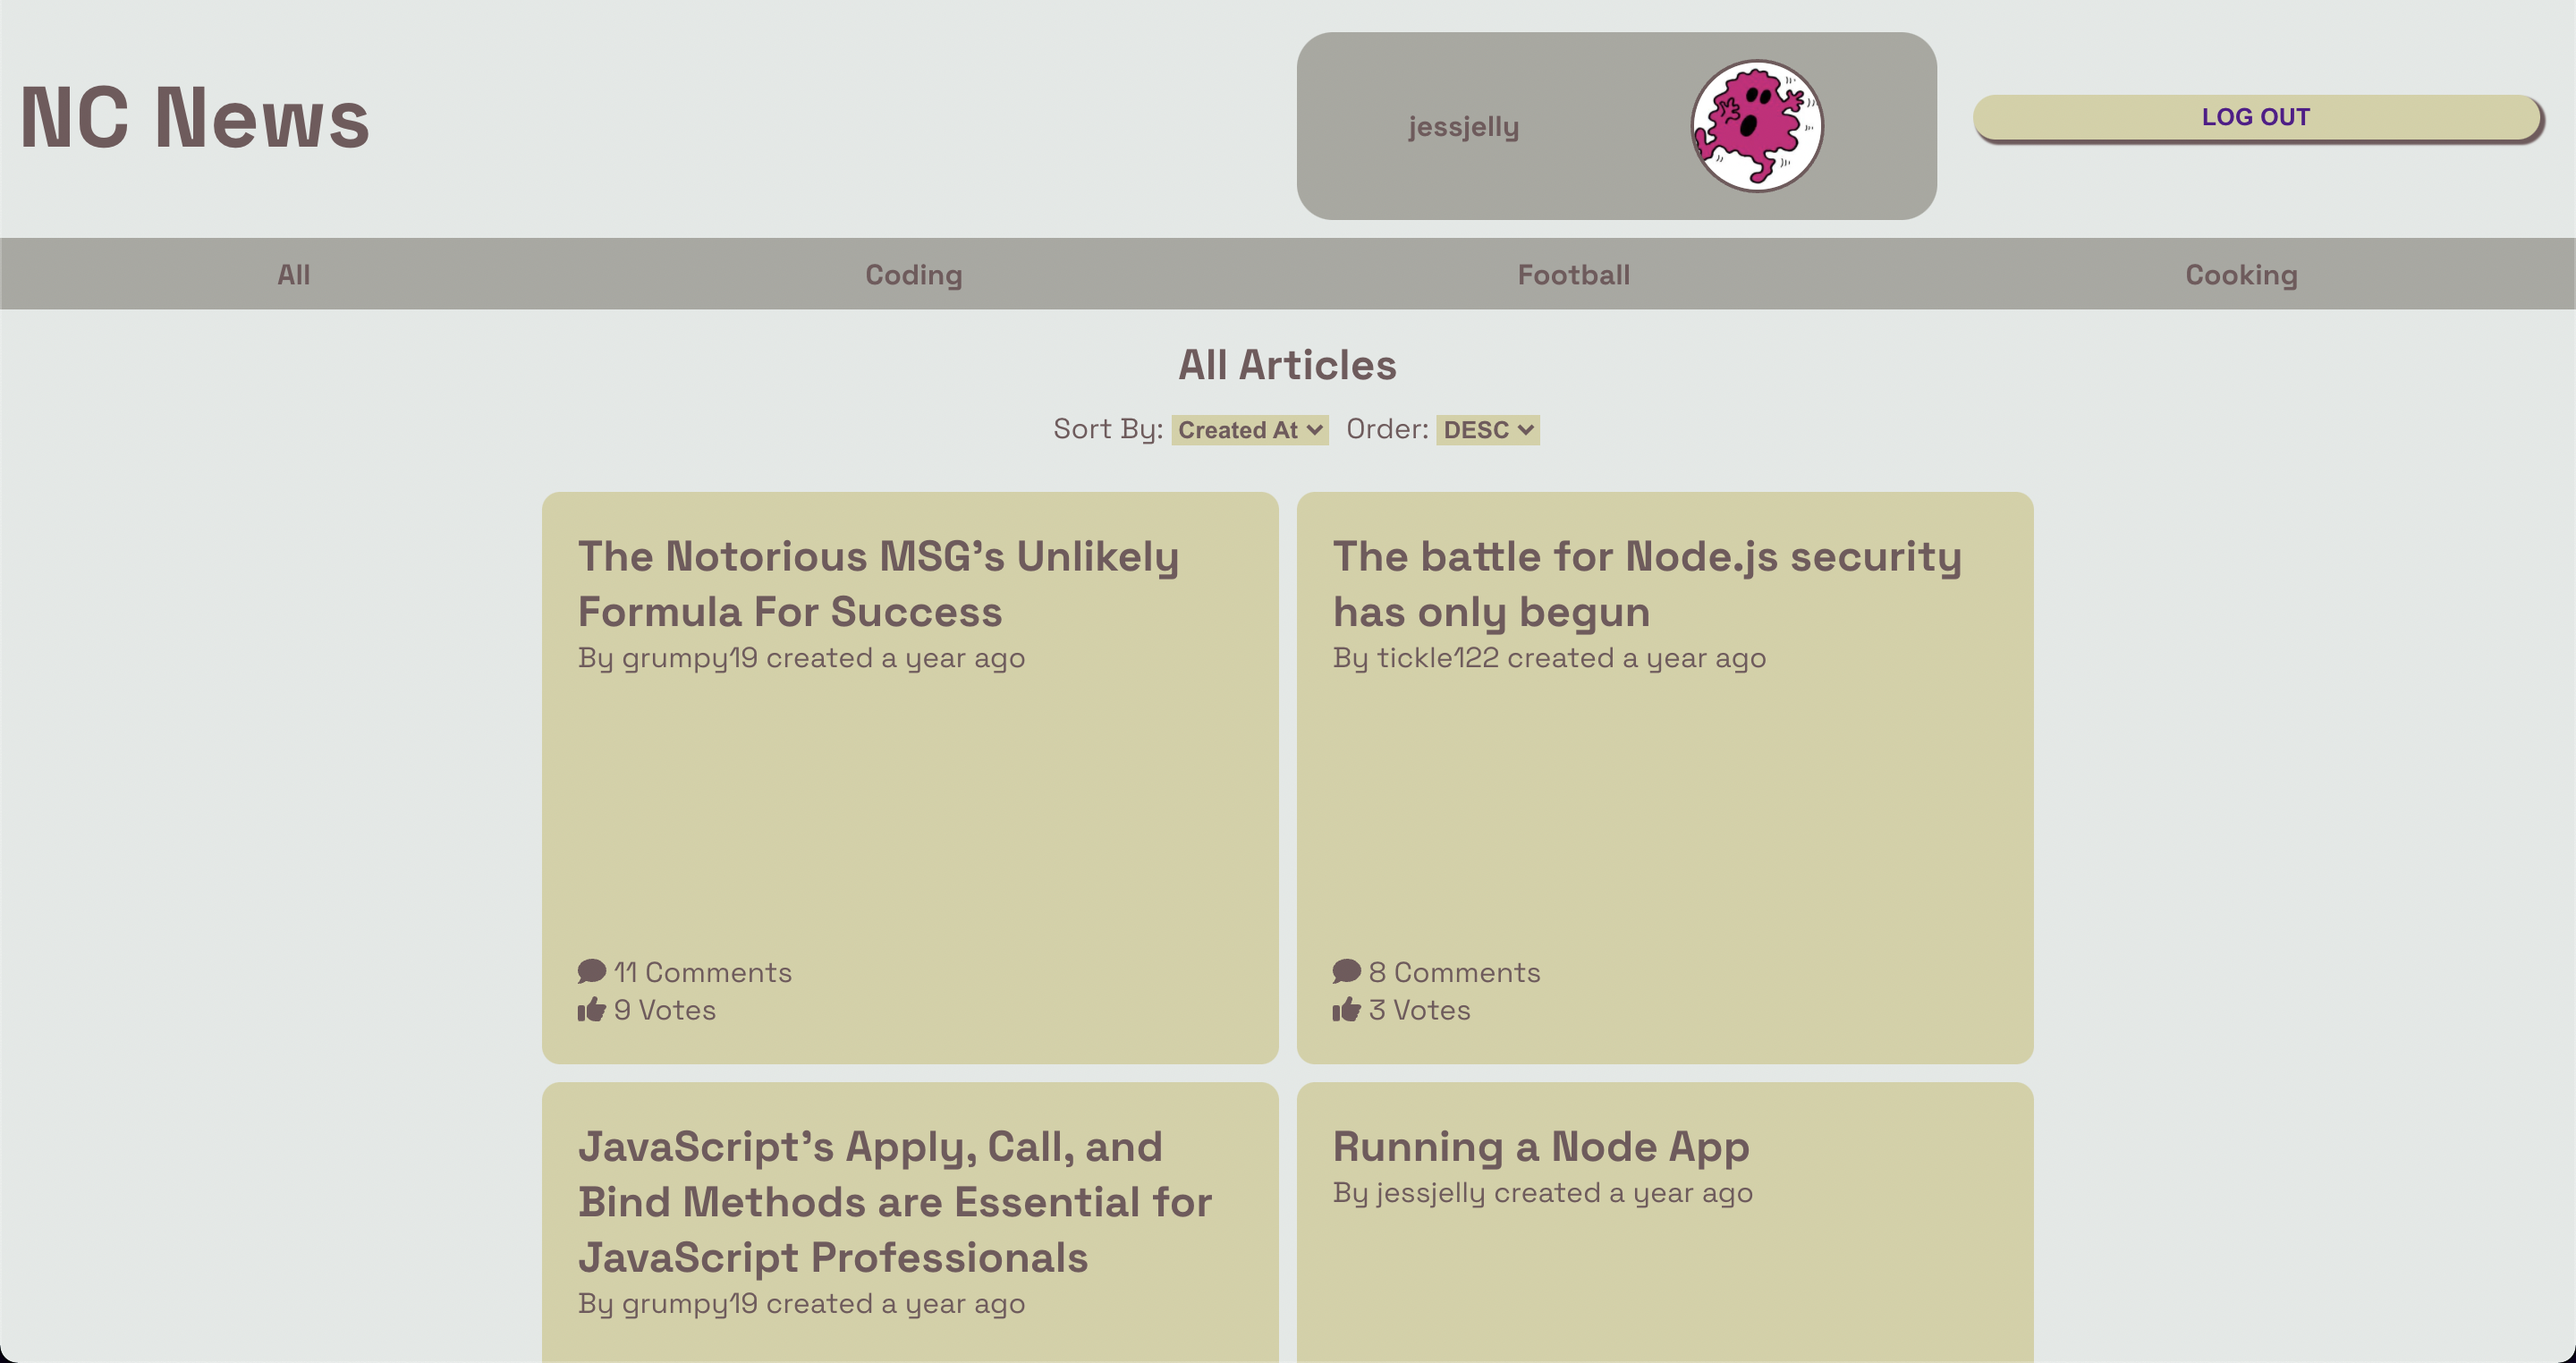 NC News
jessjelly
LOG OUT
All
Coding
Football
Cooking
All Articles
Sort By: Created At Order: DESC
The Notorious MSG’s Unlikely
Formula For Success
By grumpy19 created a year ago
11 Comments
9 Votes
The battle for Node.js security
has only begun
By tickle122 created a year ago
8 Comments
3 Votes
JavaScript’s Apply, Call, and
Bind Methods are Essential for
JavaScript Professionals
By grumpy19 created a year ago
Running a Node App
By jessjelly created a year ago